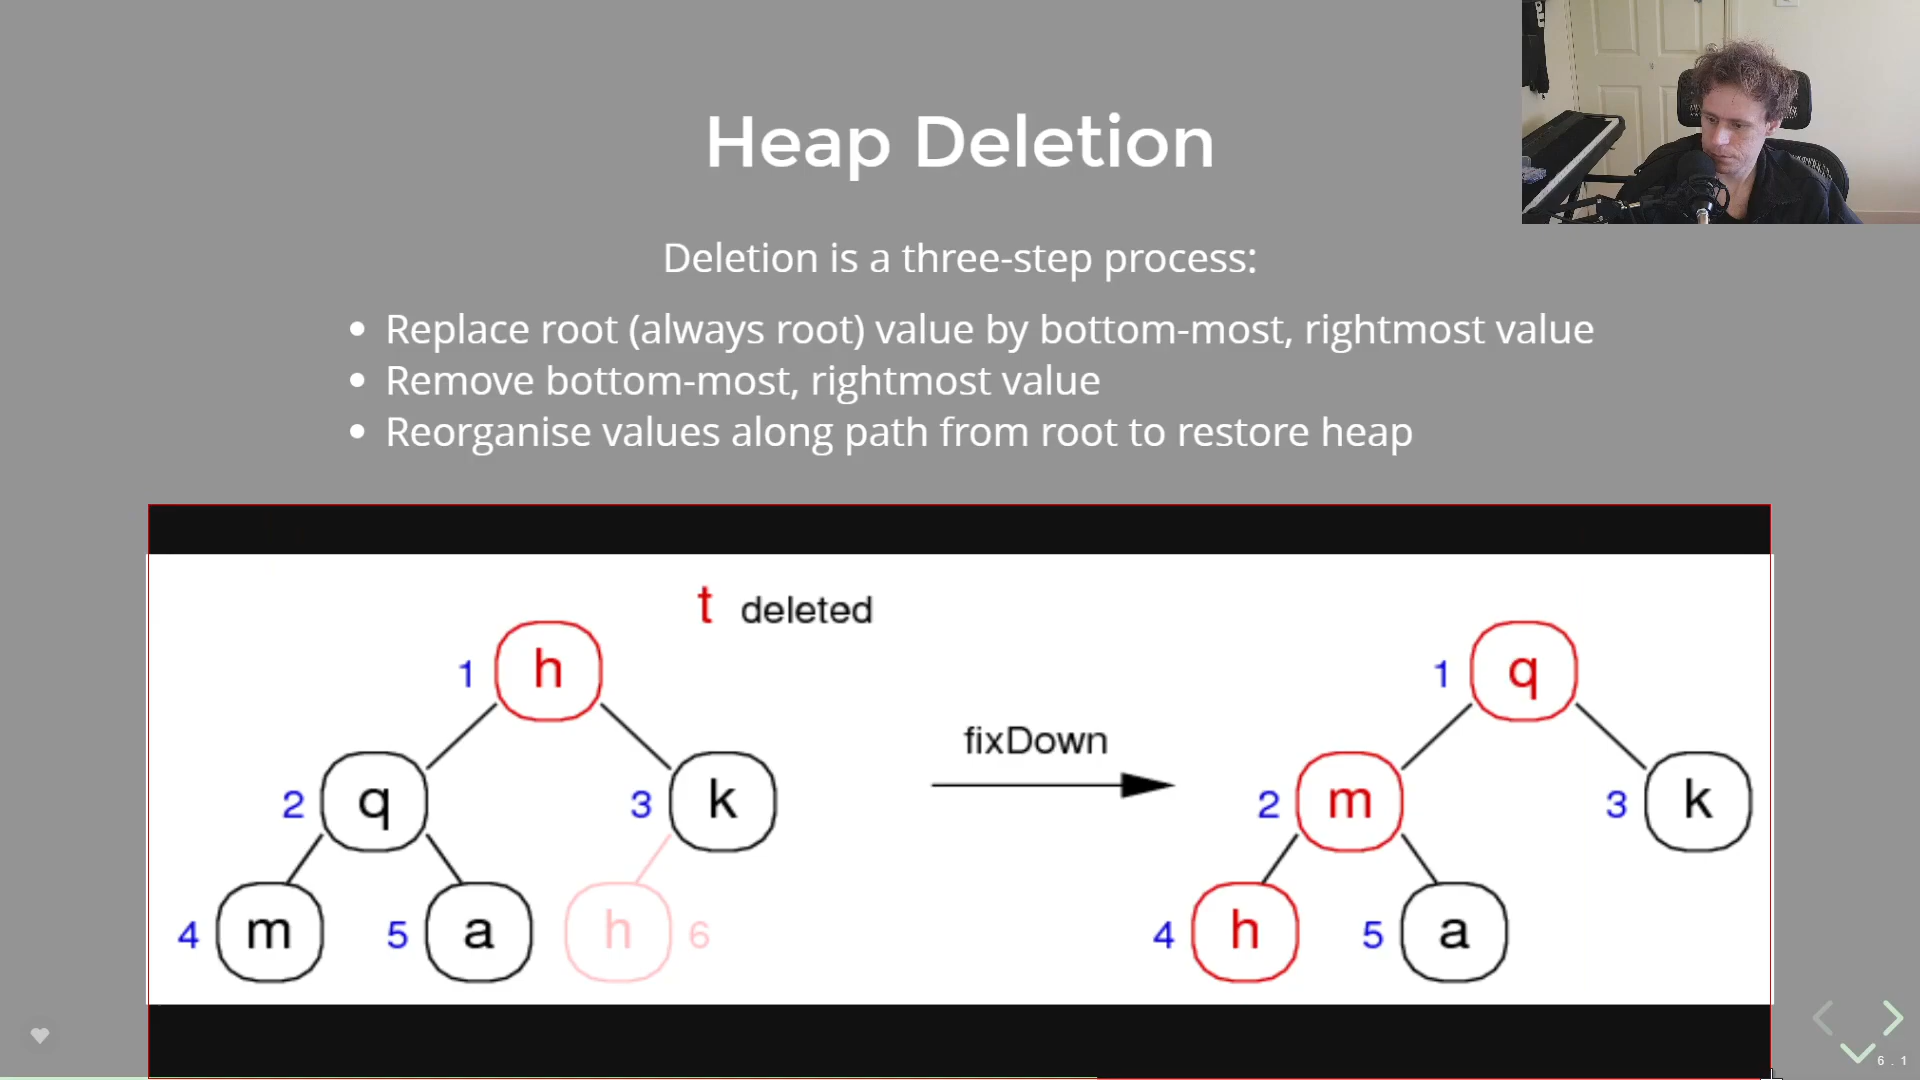 Heap Deletion
Deletion is a three-step process:
Replace root (always root) value by bottom-most, rightmost value
Remove bottom-most, rightmost value
Reorganise values along path from root to restore heap
t deleted
1 h
2 q
3 k
4 m
5 a
h 6
fixDown
1 q
2 m
3 k
4 h
5 a
6 . 1